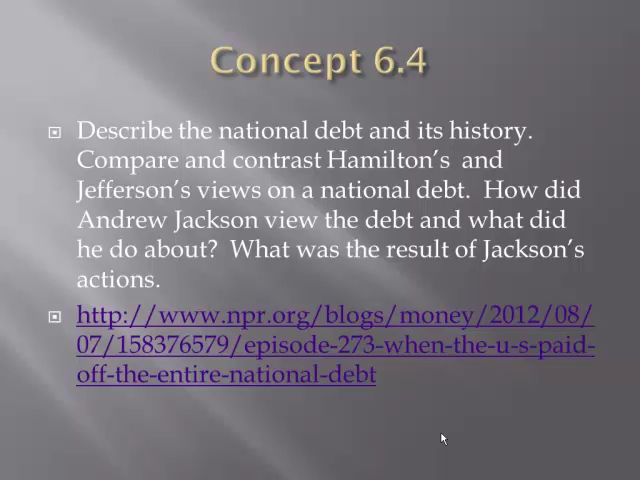 Concept 6.4
Describe the national debt and its history.
Compare and contrast Hamilton's and
Jefferson's views on a national debt. How did
Andrew Jackson view the debt and what did
he do about? What was the result of Jackson's
actions.
http://www.npr.org/blogs/money/2012/08/
07/158376579/episode-273-when-the-u-s-paid-
off-the-entire-national-debt